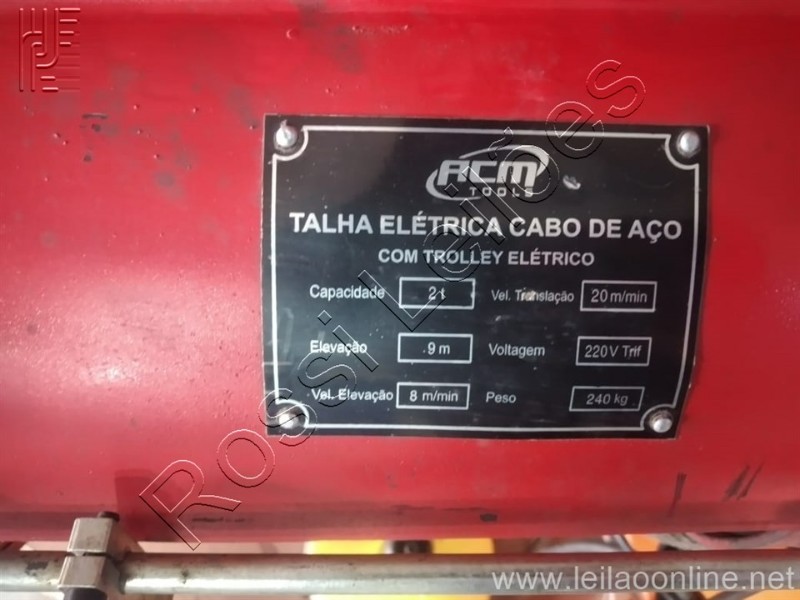 ACM
TOOLS
TALHA ELÉTRICA CABO DE AÇO
COM TROLLEY ELÉTRICO
Capacidade 2 t Vel. Translação 20 m/min
Elevação 9 m Voltagem 220V Trif
Vel. Elevação 8 m/min Peso 240 kg
Rossi Leilões
www.leilaoonline.net